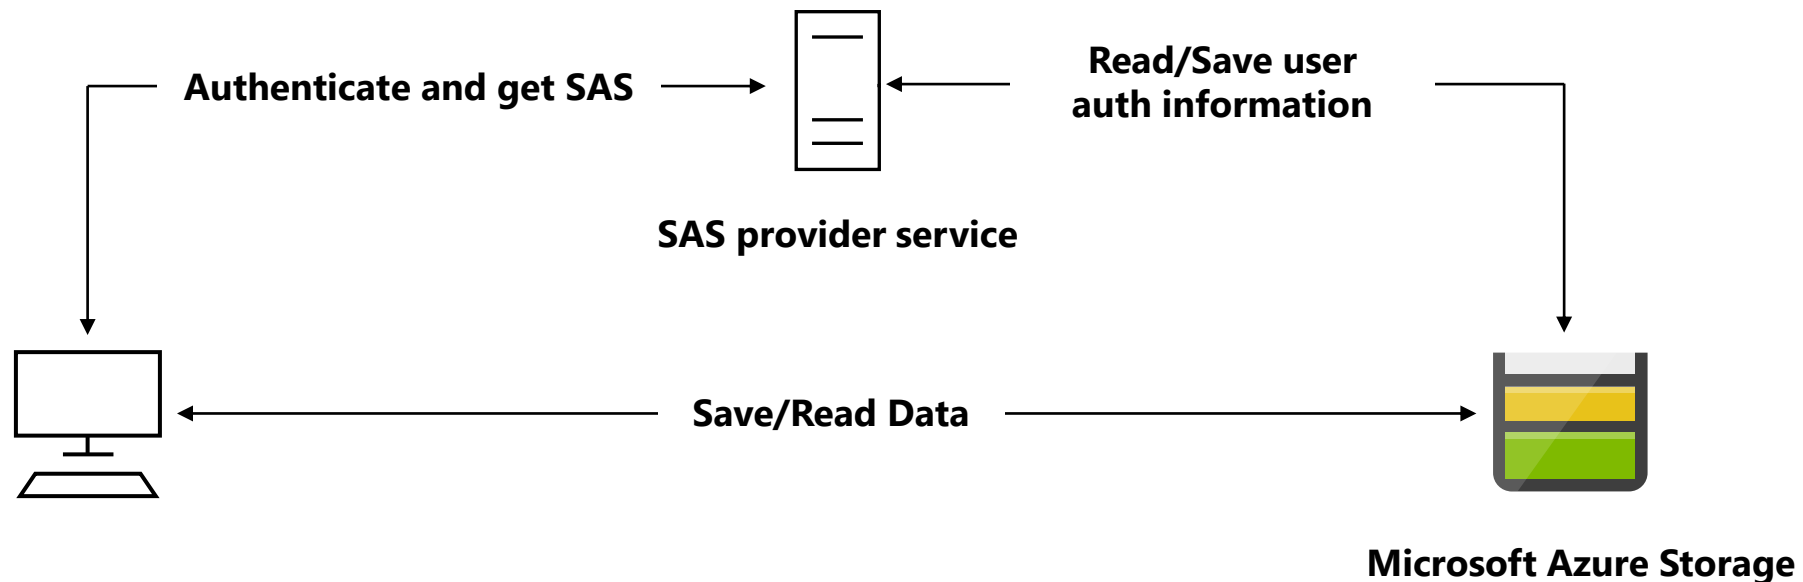 Authenticate and get SAS
Read/Save user
auth information
SAS provider service
Save/Read Data
Microsoft Azure Storage